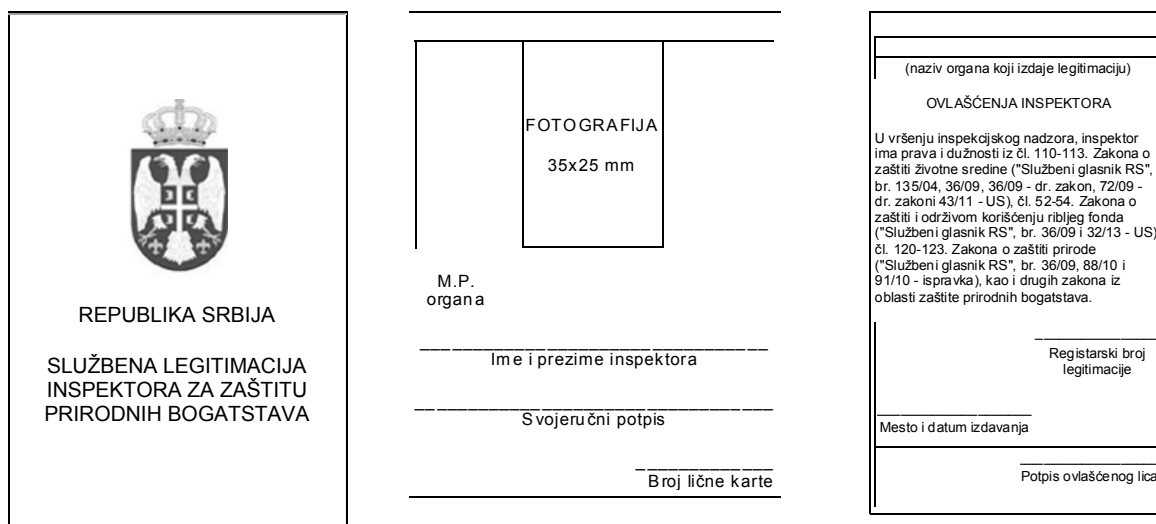 REPUBLIKA SRBIJA
SLUŽBENA LEGITIMACIJA
INSPEKTORA ZA ZAŠTITU
PRIRODNIH BOGATSTAVA
FOTOGRAFIJA
35x25 mm
M.P.
organa
Ime i prezime inspektora
Svojeručni potpis
Broj lične karte
(naziv organa koji izdaje legitimaciju)
OVLAŠĆENJA INSPEKTORA
U vršenju inspekcijskog nadzora, inspektor
ima prava i dužnosti iz čl. 110-113. Zakona o
zaštiti životne sredine ("Službeni glasnik RS",
br. 135/04, 36/09, 36/09 - dr. zakon, 72/09 -
dr. zakoni 43/11 - US), čl. 52-54. Zakona o
zaštiti i održivom korišćenju ribljeg fonda
("Službeni glasnik RS", br. 36/09 i 32/13 - US)
čl. 120-123. Zakona o zaštiti prirode
("Službeni glasnik RS", br. 36/09, 88/10 i
91/10 - ispravka), kao i drugih zakona iz
oblasti zaštite prirodnih bogatstava.
Registarski broj
legitimacije
Mesto i datum izdavanja
Potpis ovlašćenog lica